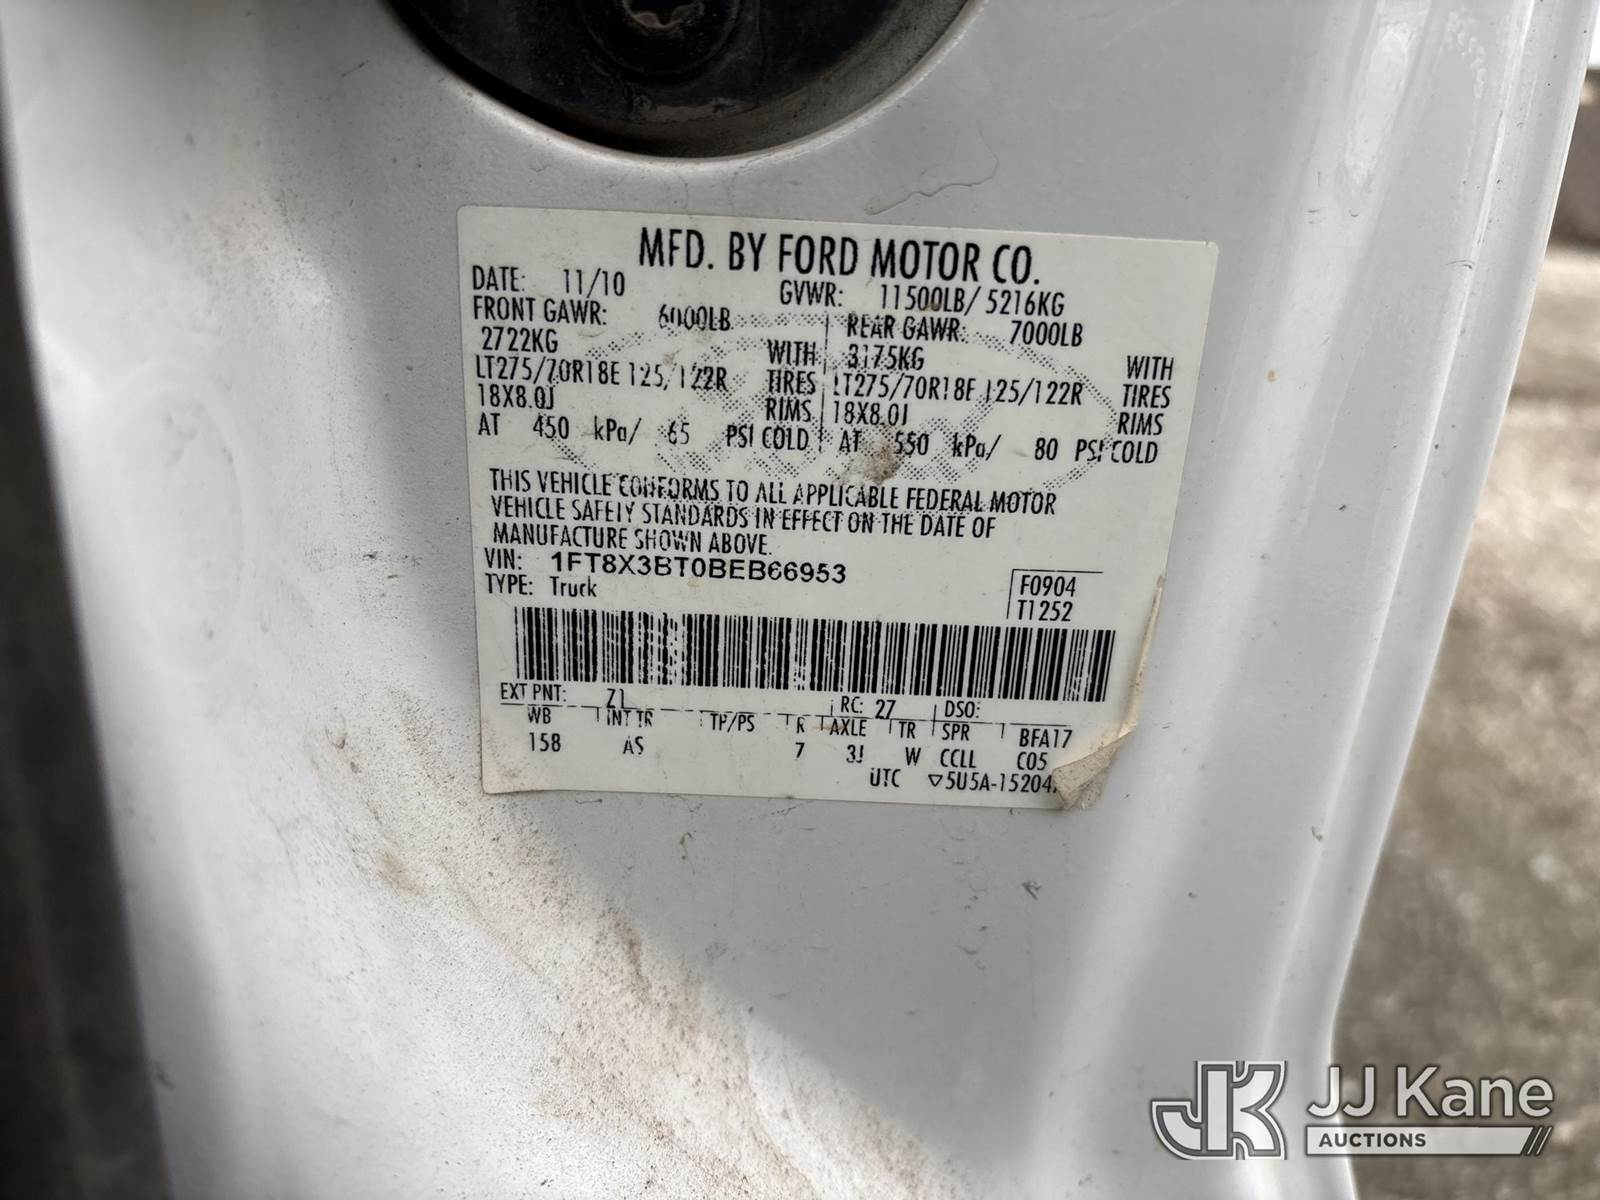 MFD. BY FORD MOTOR CO.
DATE: 11/10 GVWR: 11500LB/ 5216KG
FRONT GAWR: 6000LB REAR GAWR: 7000LB
2722KG WITH 3175KG WITH
LT275/70R18E 125/122R TIRES LT275/70R18E 125/122R TIRES
18X8.0J RIMS 18X8.0J RIMS
AT 450 kPa/ 65 PSI COLD AT 550 kPa/ 80 PSI COLD
THIS VEHICLE CONFORMS TO ALL APPLICABLE FEDERAL MOTOR
VEHICLE SAFETY STANDARDS IN EFFECT ON THE DATE OF
MANUFACTURE SHOWN ABOVE.
VIN: 1FT8X3BT0BEB66953
TYPE: Truck
F0904
T1252
EXT PNT: Z1 RC: 27 DSO:
WB INT TR TP/PS R AXLE TR SPR BFA17
158 AS 7 3J W CCLL C05
UTC ▽5U5A-15204
JJ Kane
AUCTIONS